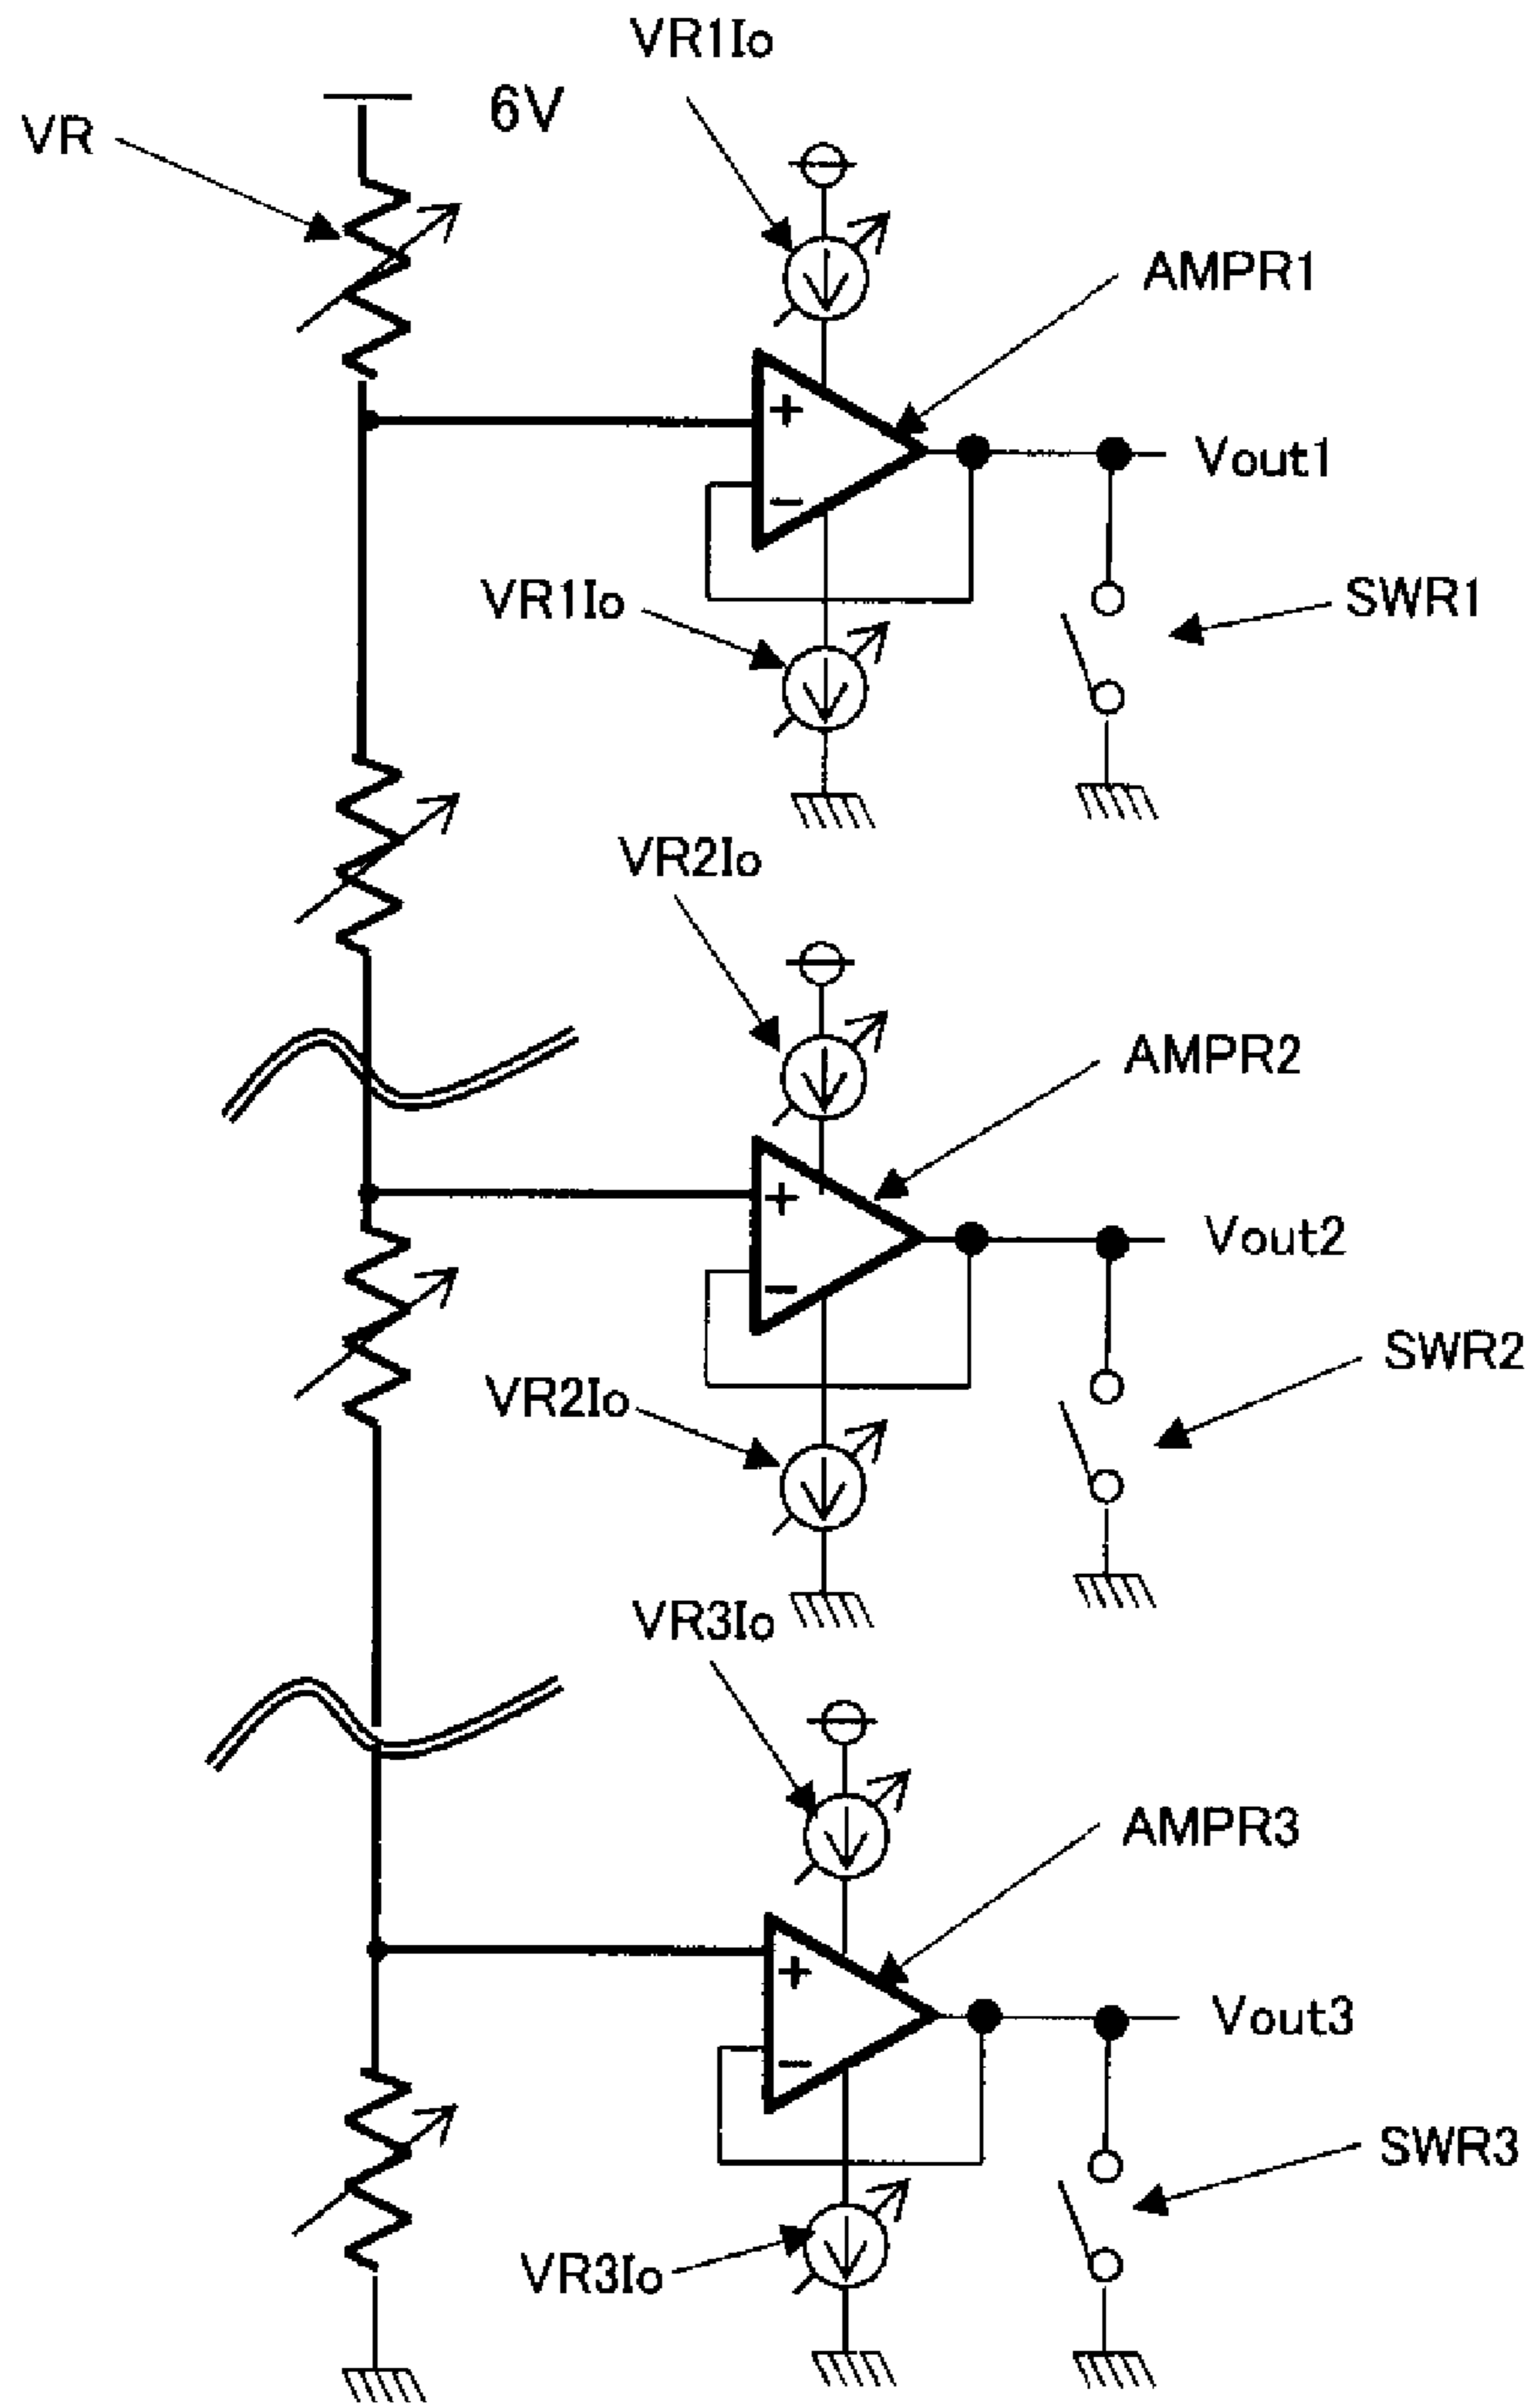 VR1Io
6V
VR
AMPR1
+
Vout1
−
VR1Io
SWR1
VR2Io
AMPR2
+
Vout2
−
SWR2
VR2Io
VR3Io
AMPR3
+
Vout3
−
SWR3
VR3Io